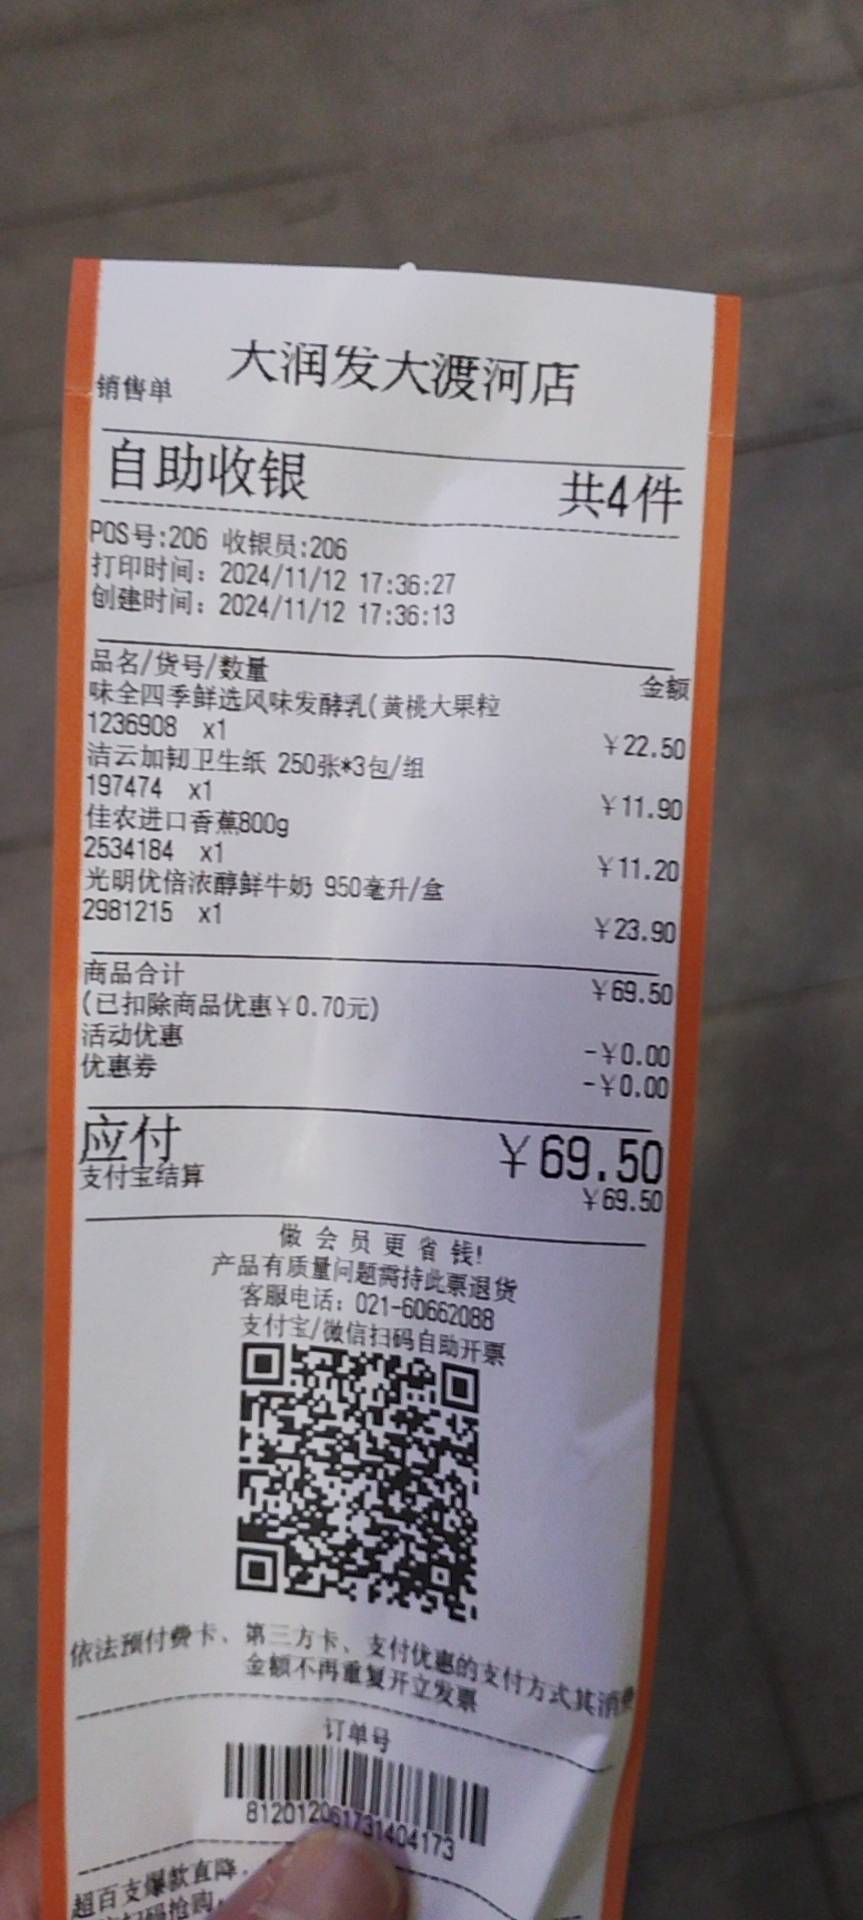 大润发大渡河店
销售单
自助收银 共4件
POS号:206 收银员:206
打印时间: 2024/11/12 17:36:27
创建时间: 2024/11/12 17:36:13
品名/货号/数量 金额
味全四季鲜选风味发酵乳(黄桃大果粒
1236908 x1 ¥22.50
洁云加韧卫生纸 250张*3包/组
197474 x1 ¥11.90
佳农进口香蕉800g
2534184 x1 ¥11.20
光明优倍浓醇鲜牛奶 950毫升/盒
2981215 x1 ¥23.90
商品合计 ¥69.50
(已扣除商品优惠¥0.70元)
活动优惠 -¥0.00
优惠券 -¥0.00
应付 ¥69.50
支付宝结算 ¥69.50
做会员更省钱!
产品有质量问题需持此票退货
客服电话: 021-60662088
支付宝/微信扫码自助开票
依法预付费卡、第三方卡、支付优惠的支付方式其消费
金额不再重复开立发票
订单号
812012061731404173
超百支爆款直降,
扫码抢购,